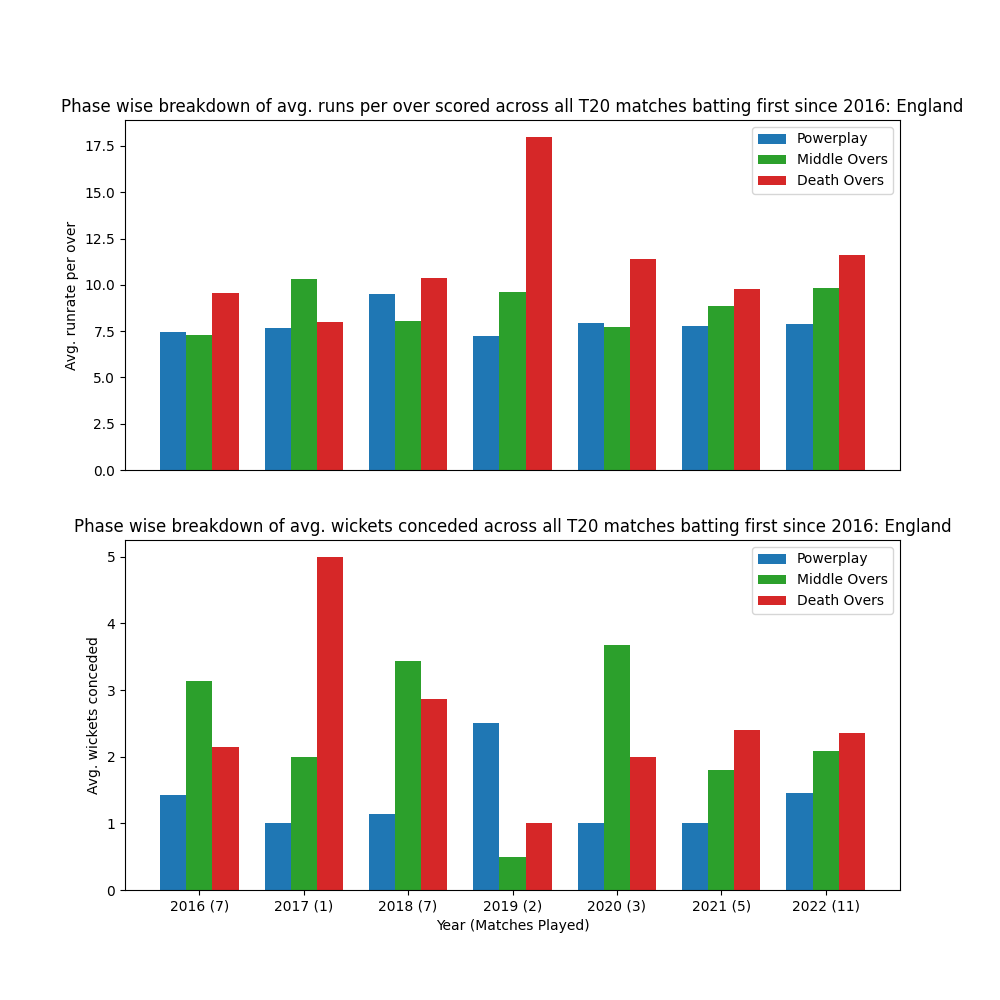 Phase wise breakdown of avg. runs per over scored across all T20 matches batting first since 2016: England
Powerplay
Middle Overs
Death Overs
Avg. runrate per over
17.5
15.0
12.5
10.0
7.5
5.0
2.5
0.0
Phase wise breakdown of avg. wickets conceded across all T20 matches batting first since 2016: England
Powerplay
Middle Overs
Death Overs
Avg. wickets conceded
5
4
3
2
1
0
2016 (7) 2017 (1) 2018 (7) 2019 (2) 2020 (3) 2021 (5) 2022 (11)
Year (Matches Played)